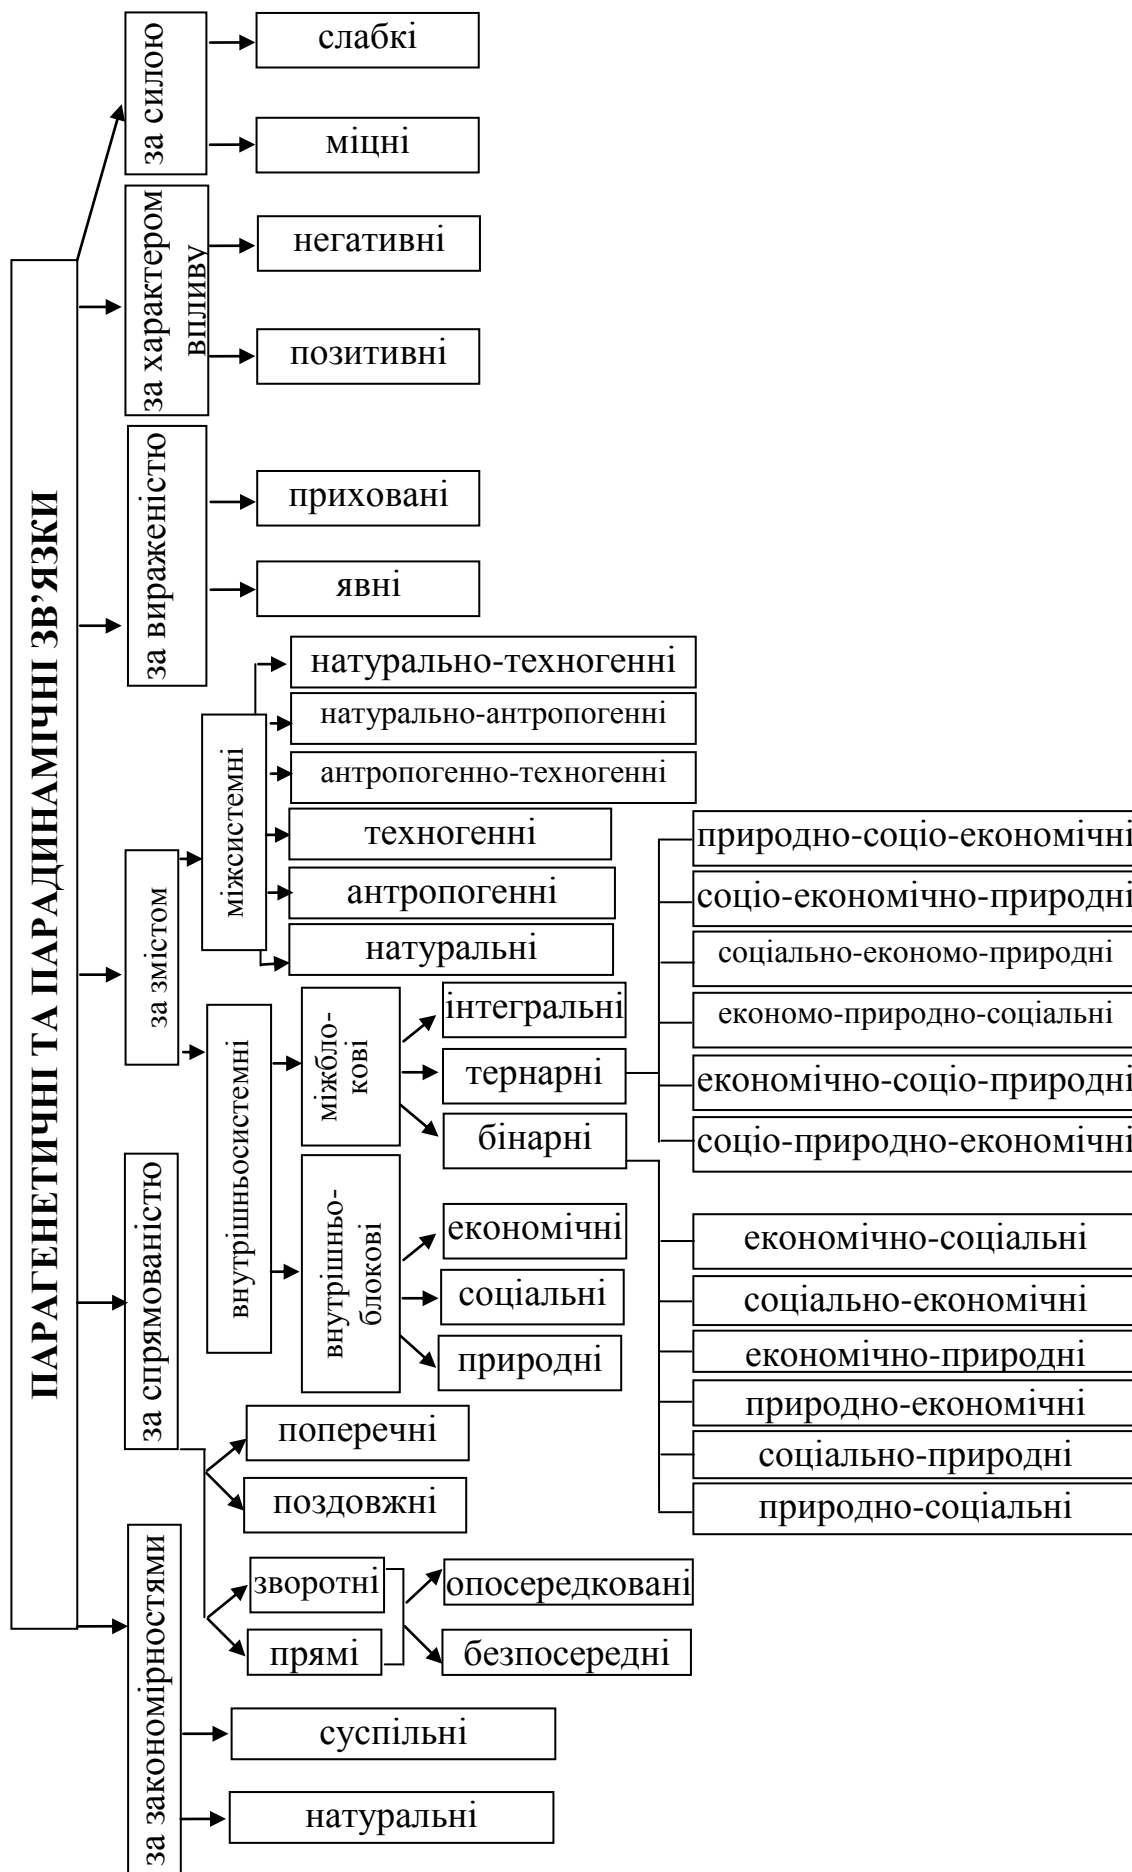 ПАРАГЕНЕТИЧНІ ТА ПАРАДИНАМІЧНІ ЗВ’ЯЗКИ
за силою
слабкі
міцні
за характером
впливу
негативні
позитивні
за вираженістю
приховані
явні
за змістом
міжсистемні
натурально-техногенні
натурально-антропогенні
антропогенно-техногенні
техногенні
антропогенні
натуральні
внутрішньосистемні
міжбло-
кові
інтегральні
тернарні
бінарні
природно-соціо-економічні
соціо-економічно-природні
соціально-економо-природні
економо-природно-соціальні
економічно-соціо-природні
соціо-природно-економічні
внутрішньо-
блокові
економічні
соціальні
природні
економічно-соціальні
соціально-економічні
економічно-природні
природно-економічні
соціально-природні
природно-соціальні
за спрямованістю
поперечні
поздовжні
зворотні
прямі
опосередковані
безпосередні
за закономірностями
суспільні
натуральні